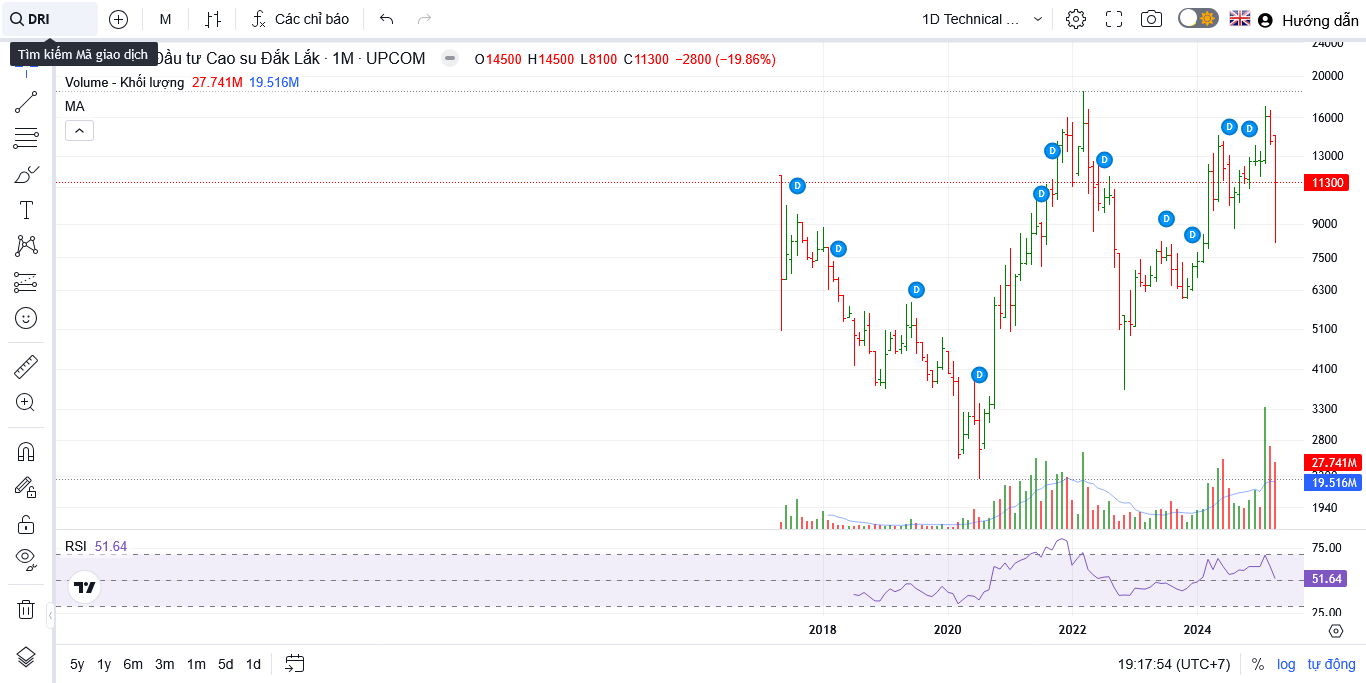 DRI
M
Các chỉ báo
1D Technical ...
Hướng dẫn
Tìm kiếm Mã giao dịch
Đầu tư Cao su Đắk Lắk · 1M · UPCOM
O14500 H14500 L8100 C11300 −2800 (−19.86%)
Volume - Khối lượng 27.741M 19.516M
MA
24000
20000
16000
13000
11300
9000
7500
6300
5100
4100
3300
2800
27.741M
19.516M
1940
D D D D D D D D D D D
RSI 51.64
75.00
51.64
25.00
2018 2020 2022 2024
5y 1y 6m 3m 1m 5d 1d
19:17:54 (UTC+7) % log tự động